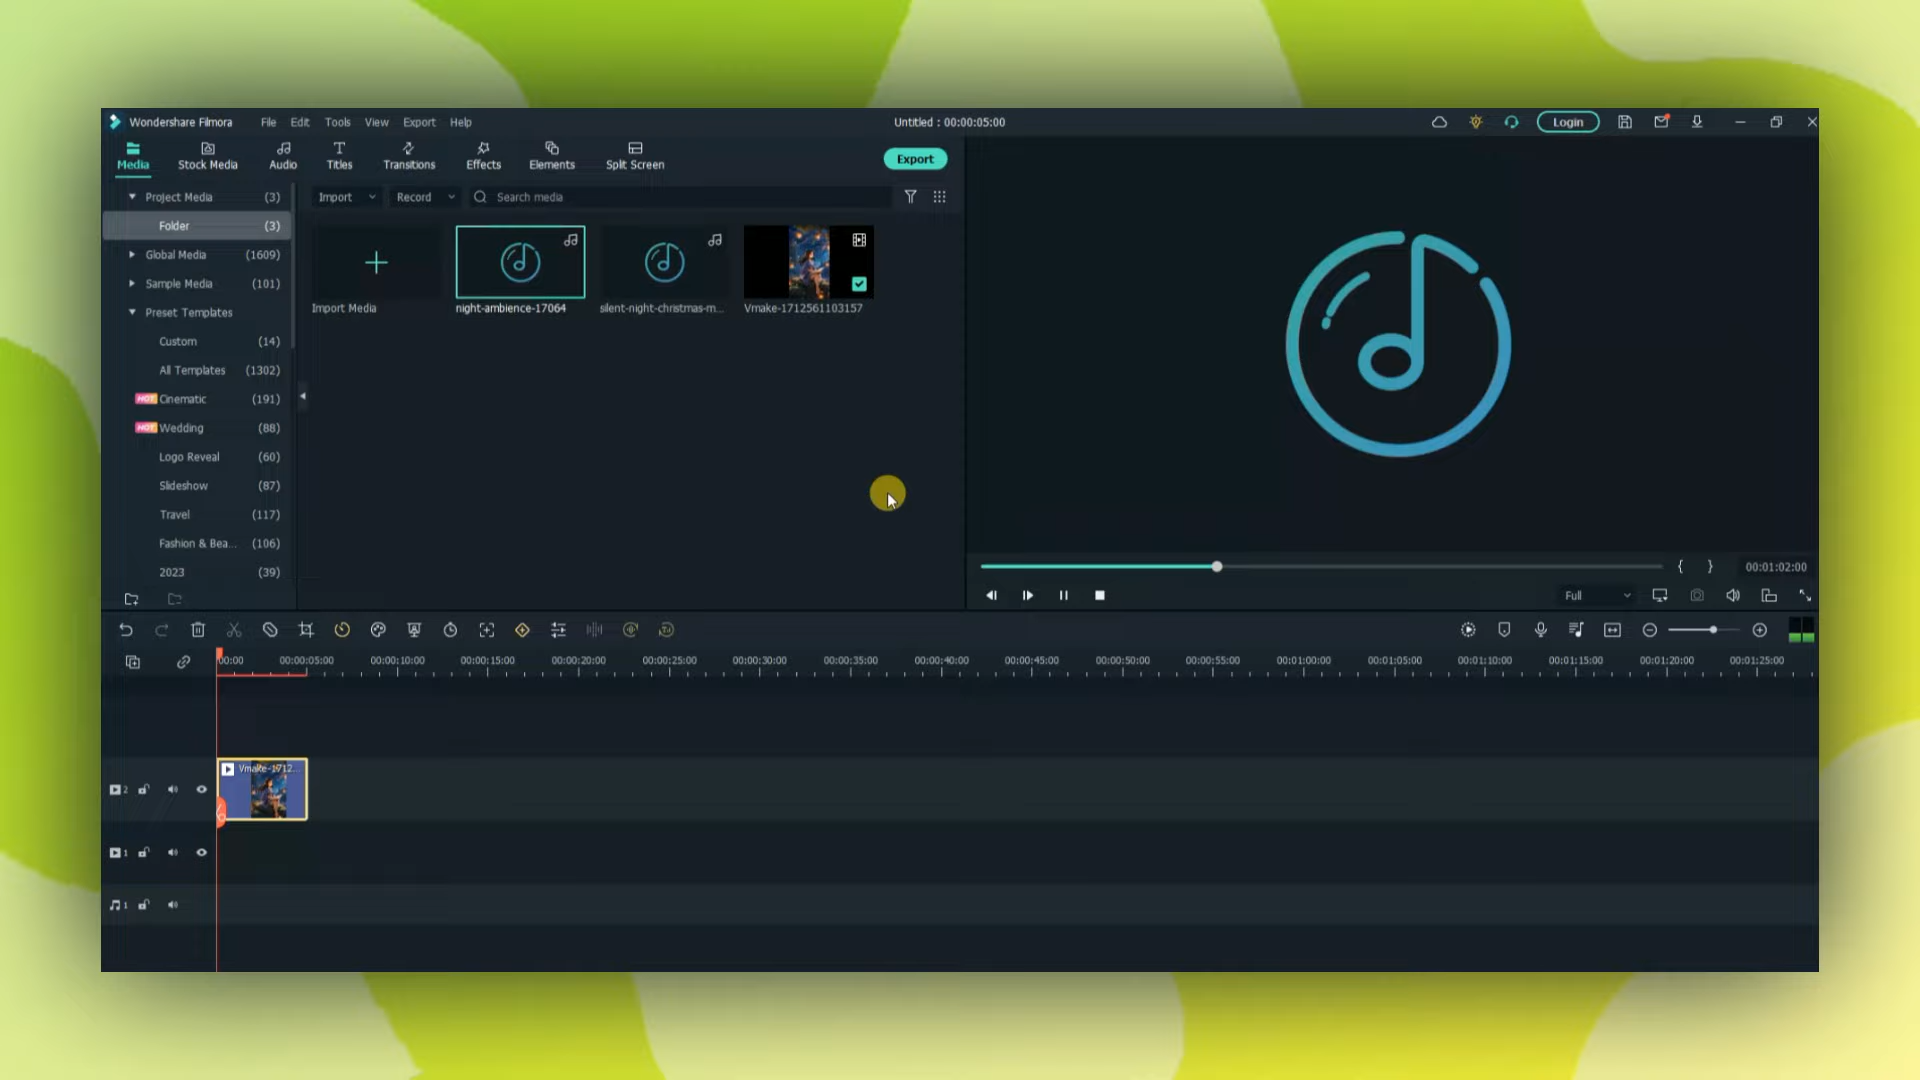 Wondershare Filmora File Edit Tools View Export Help Untitled : 00:00:05:00 Login
Media Stock Media Audio Titles Transitions Effects Elements Split Screen Export
Project Media (3) Import Record Search media
Folder (3)
Global Media (1609)
Sample Media (101)
Import Media night-ambience-17064 silent-night-christmas-m... Vmake-1712561103157
Preset Templates
Custom (14)
All Templates (1302)
HOT Cinematic (191)
HOT Wedding (88)
Logo Reveal (60)
Slideshow (87)
Travel (117)
Fashion & Bea... (106)
2023 (39)
{ } 00:01:02:00
Full
00:00 00:00:05:00 00:00:10:00 00:00:15:00 00:00:20:00 00:00:25:00 00:00:30:00 00:00:35:00 00:00:40:00 00:00:45:00 00:00:50:00 00:00:55:00 00:01:00:00 00:01:05:00 00:01:10:00 00:01:15:00 00:01:20:00 00:01:25:00
Vmake-1712...
2
1
1